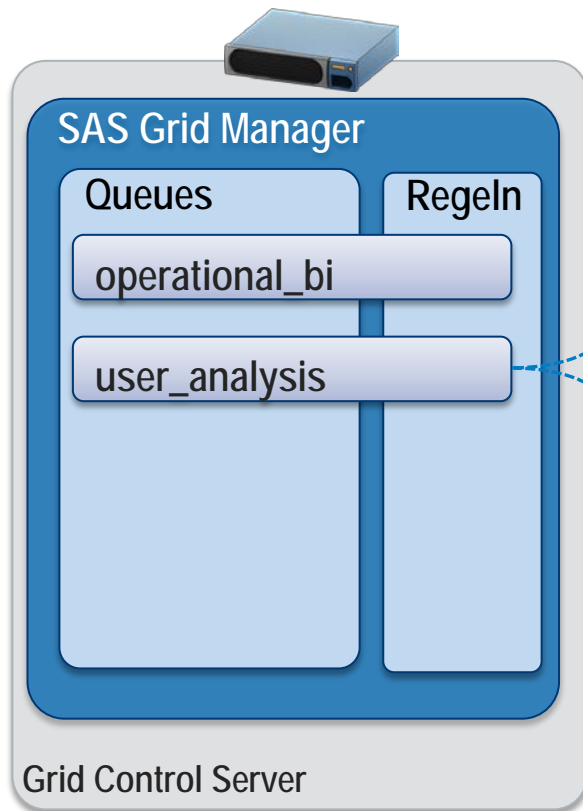 SAS Grid Manager
Queues
Regeln
operational_bi
user_analysis
Grid Control Server